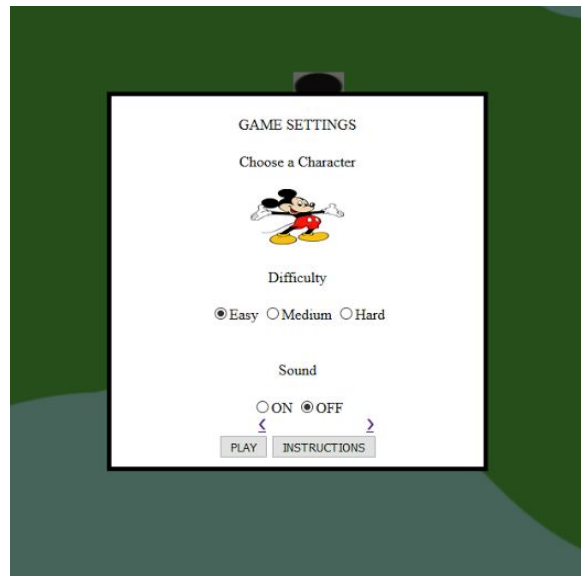 GAME SETTINGS
Choose a Character
Difficulty
Easy Medium Hard
Sound
ON OFF
< >
PLAY INSTRUCTIONS